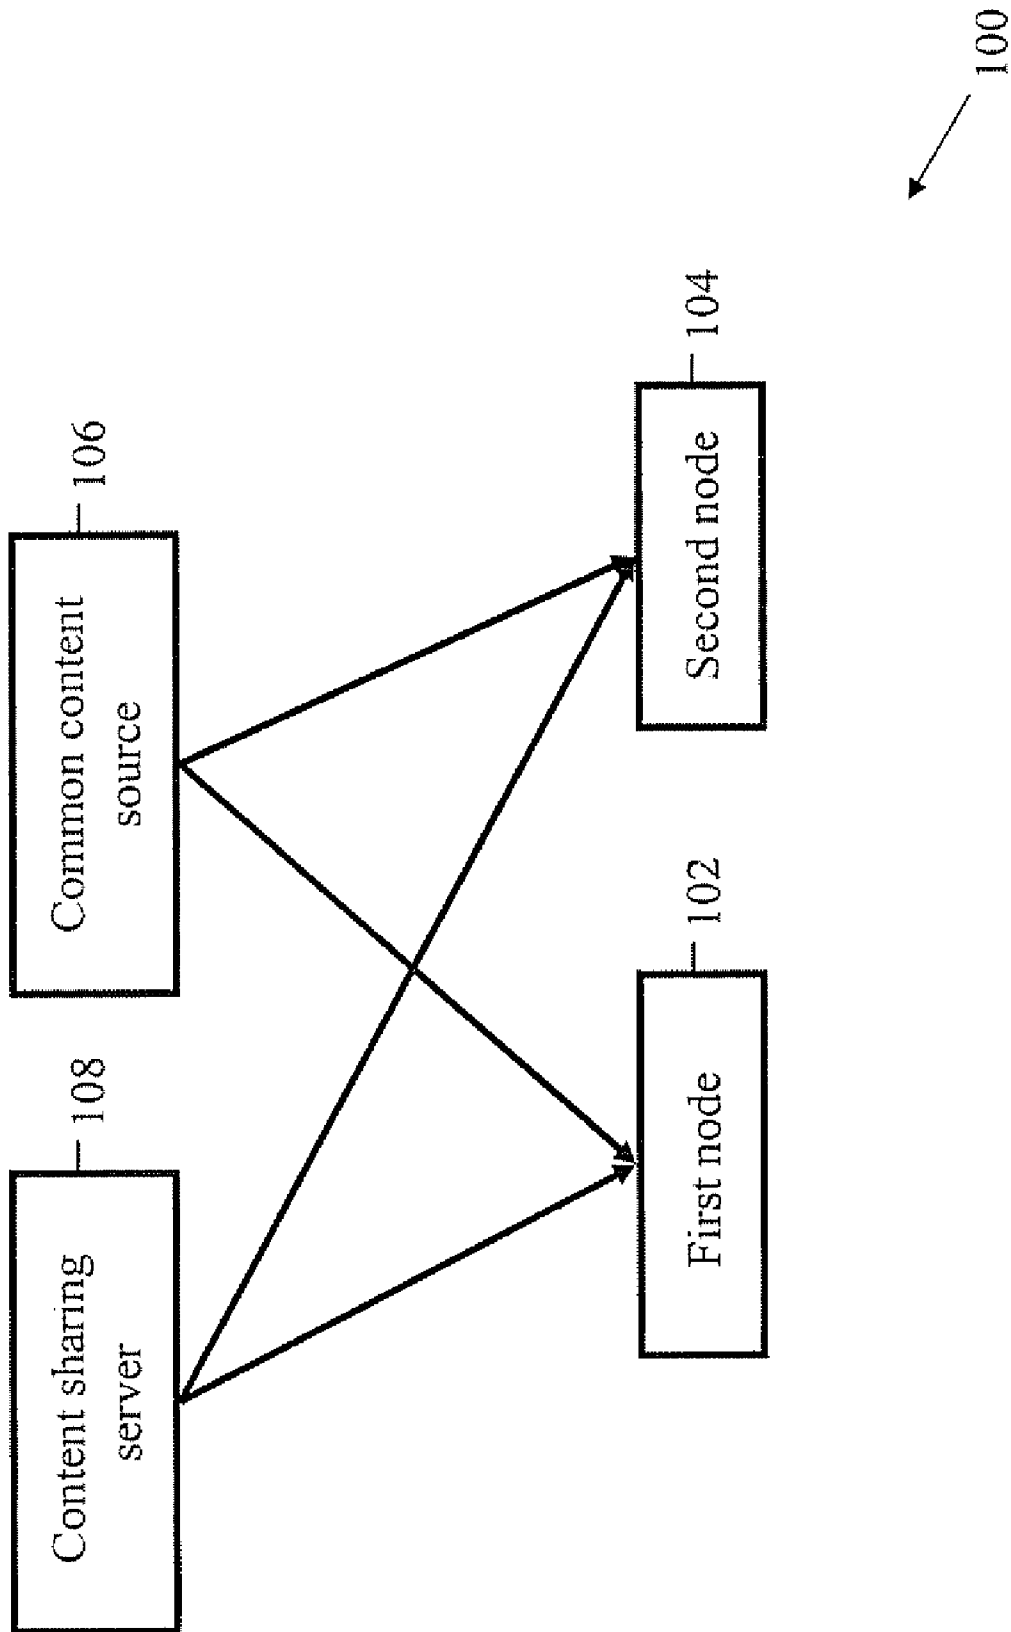 Content sharing
server
108
Common content
source
106
First node
102
Second node
104
100